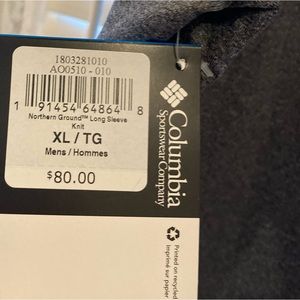 1803281010
AO0510 - 010
1 91454 64864 8
Northern Ground™ Long Sleeve
Knit
XL / TG
Mens / Hommes
$80.00
Columbia
Sportswear Company
Printed on recycled
Imprimé sur papier